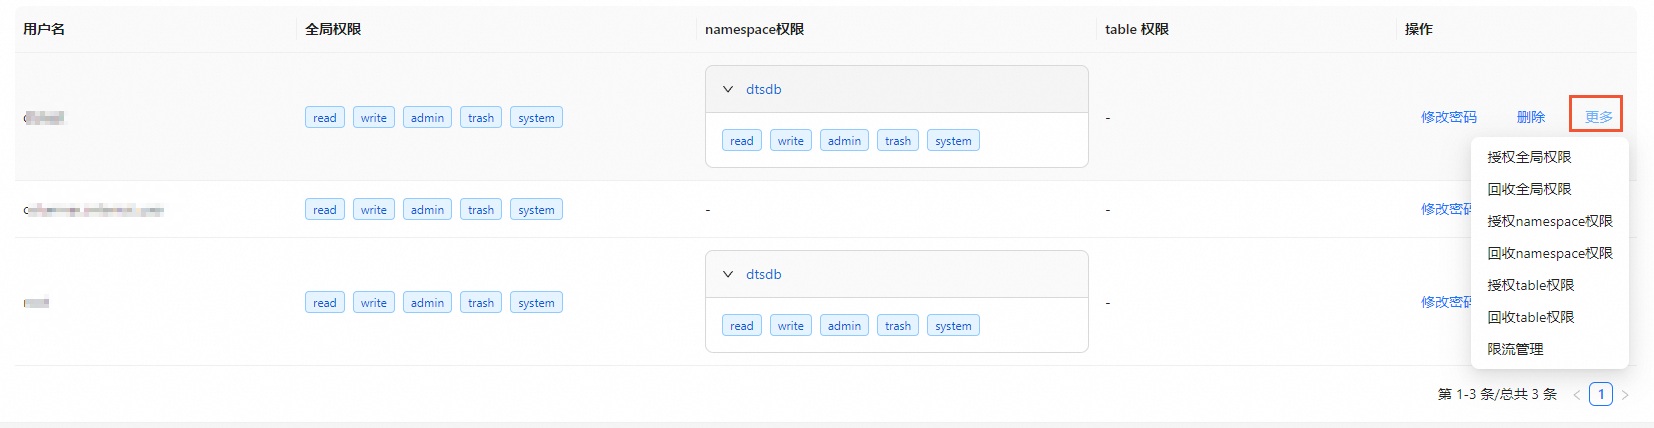 用户名 全局权限 namespace权限 table 权限 操作
dtsdb
read write admin trash system - 修改密码 删除 更多
read write admin trash system
授权全局权限
回收全局权限
read write admin trash system - - 修改密码
授权namespace权限
回收namespace权限
dtsdb
授权table权限
read write admin trash system - 修改密码
回收table权限
read write admin trash system
限流管理
第 1-3 条/总共 3 条 < 1 >